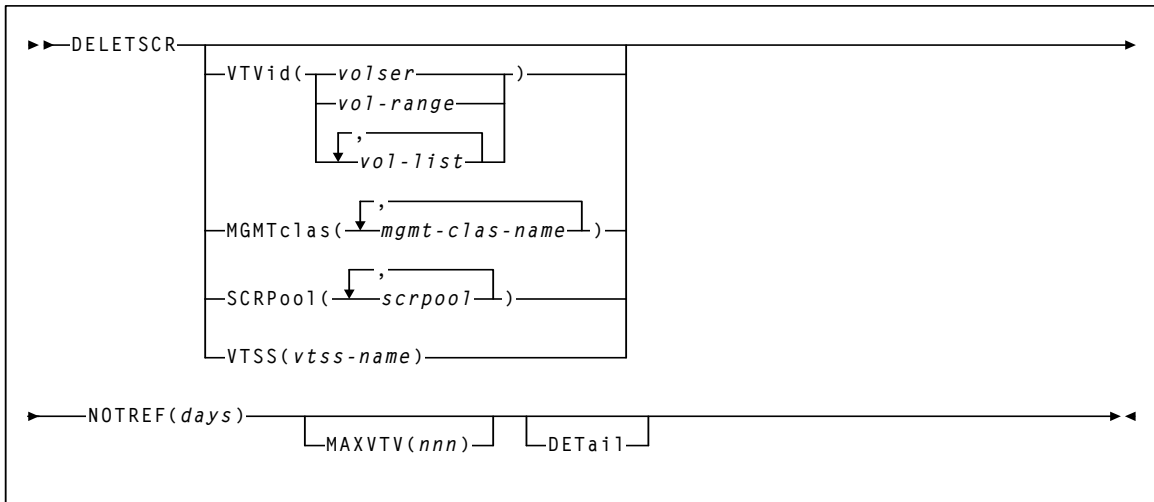 DELETSCR
VTVid( volser )
vol-range
,
vol-list
,
MGMTclas( mgmt-clas-name )
,
SCRPool( scrpool )
VTSS(vtss-name)
NOTREF(days)
MAXVTV(nnn) DETail